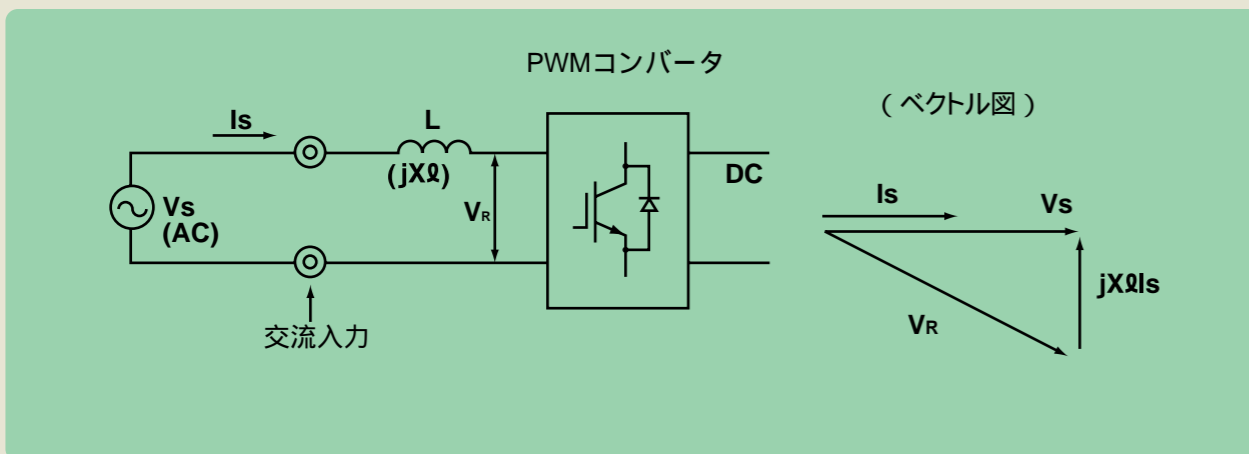 PWMコンバータ
(ベクトル図)
Is
L
(jXℓ)
DC
VR
Vs
(AC)
交流入力
Is
Vs
jXℓIs
VR